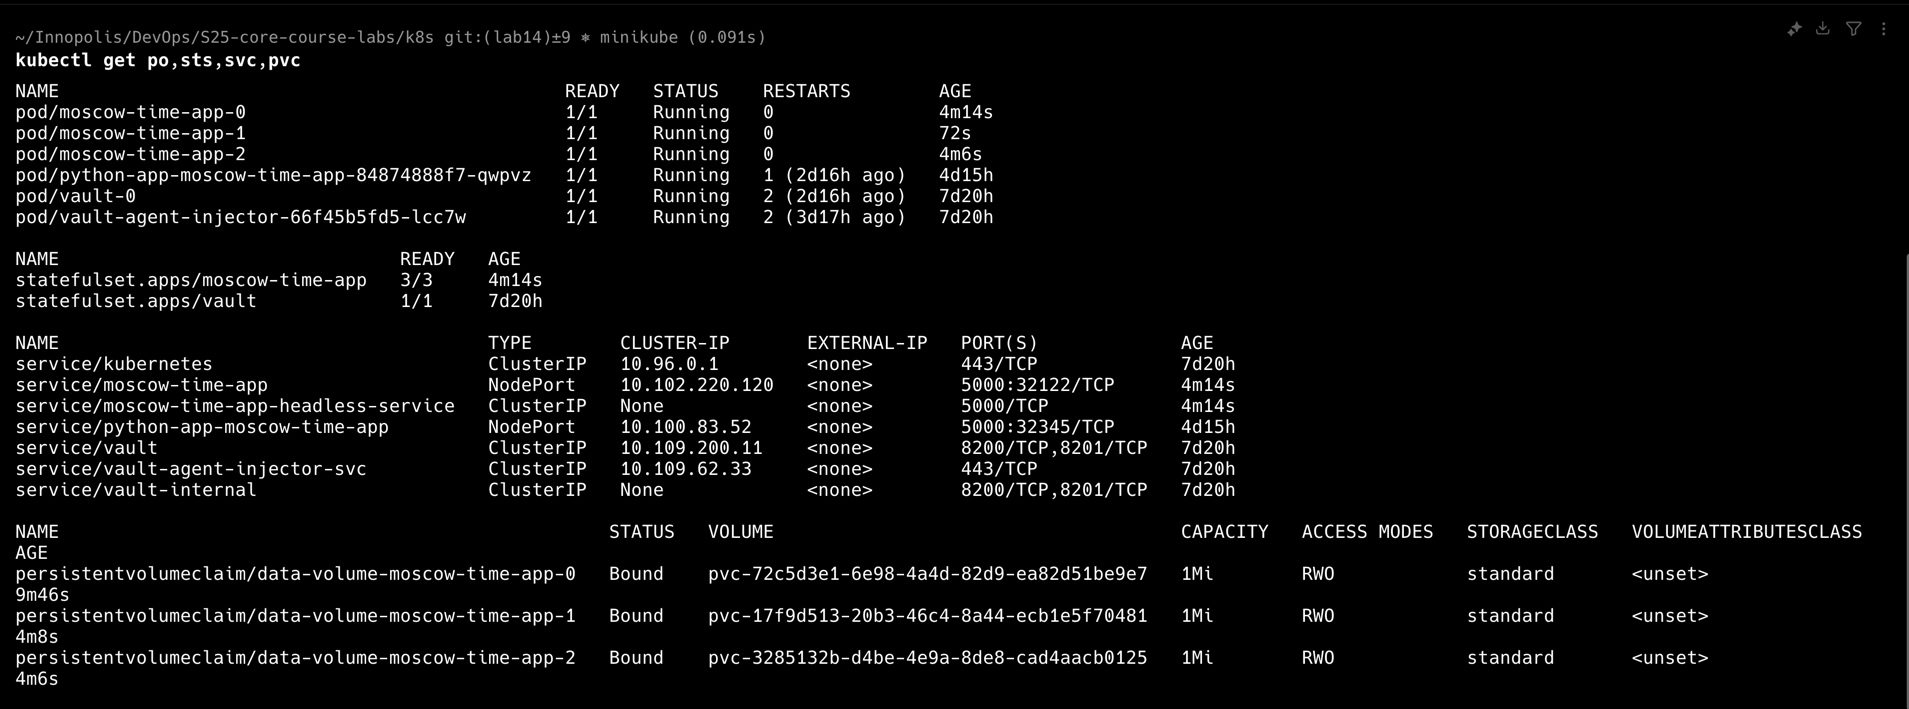 ~/Innopolis/DevOps/S25-core-course-labs/k8s git:(lab14)±9 ⎈ minikube (0.091s)
kubectl get po,sts,svc,pvc
NAME                                               READY   STATUS    RESTARTS        AGE
pod/moscow-time-app-0                              1/1     Running   0               4m14s
pod/moscow-time-app-1                              1/1     Running   0               72s
pod/moscow-time-app-2                              1/1     Running   0               4m6s
pod/python-app-moscow-time-app-84874888f7-qwpvz   1/1     Running   1 (2d16h ago)   4d15h
pod/vault-0                                        1/1     Running   2 (2d16h ago)   7d20h
pod/vault-agent-injector-66f45b5fd5-lcc7w          1/1     Running   2 (3d17h ago)   7d20h
NAME                               READY   AGE
statefulset.apps/moscow-time-app   3/3     4m14s
statefulset.apps/vault             1/1     7d20h
NAME                                       TYPE        CLUSTER-IP       EXTERNAL-IP   PORT(S)             AGE
service/kubernetes                         ClusterIP   10.96.0.1        <none>        443/TCP             7d20h
service/moscow-time-app                    NodePort    10.102.220.120   <none>        5000:32122/TCP      4m14s
service/moscow-time-app-headless-service   ClusterIP   None             <none>        5000/TCP            4m14s
service/python-app-moscow-time-app         NodePort    10.100.83.52     <none>        5000:32345/TCP      4d15h
service/vault                              ClusterIP   10.109.200.11    <none>        8200/TCP,8201/TCP   7d20h
service/vault-agent-injector-svc           ClusterIP   10.109.62.33     <none>        443/TCP             7d20h
service/vault-internal                     ClusterIP   None             <none>        8200/TCP,8201/TCP   7d20h
NAME                                                  STATUS   VOLUME                                     CAPACITY   ACCESS MODES   STORAGECLASS   VOLUMEATTRIBUTESCLASS
AGE
persistentvolumeclaim/data-volume-moscow-time-app-0   Bound    pvc-72c5d3e1-6e98-4a4d-82d9-ea82d51be9e7   1Mi        RWO            standard       <unset>
9m46s
persistentvolumeclaim/data-volume-moscow-time-app-1   Bound    pvc-17f9d513-20b3-46c4-8a44-ecb1e5f70481   1Mi        RWO            standard       <unset>
4m8s
persistentvolumeclaim/data-volume-moscow-time-app-2   Bound    pvc-3285132b-d4be-4e9a-8de8-cad4aacb0125   1Mi        RWO            standard       <unset>
4m6s